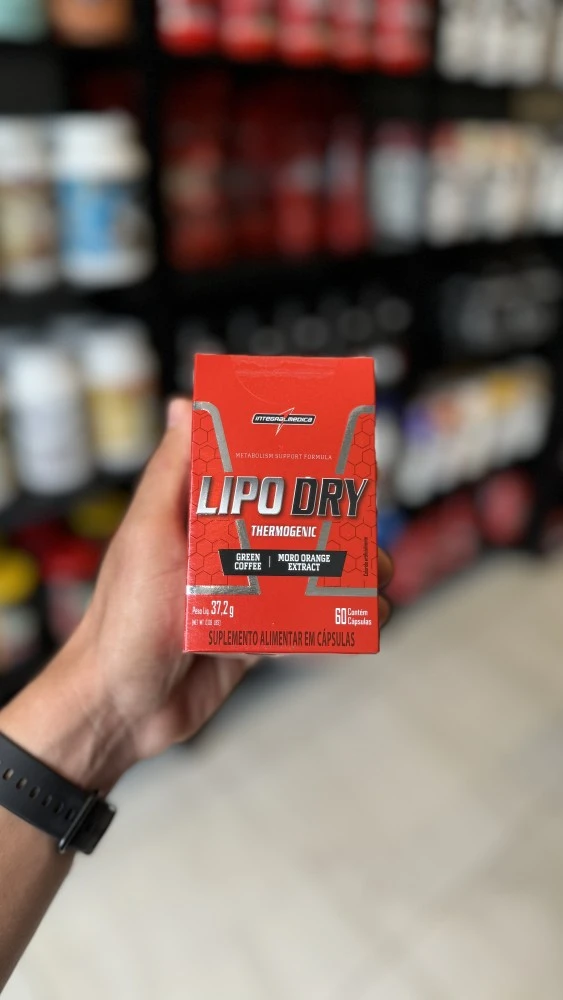 INTEGRALMEDICA
METABOLISM SUPPORT FORMULA
LIPO DRY
THERMOGENIC
GREEN COFFEE
MORO ORANGE EXTRACT
Peso Líq. 37,2 g
60 Contém Cápsulas
SUPLEMENTO ALIMENTAR EM CÁPSULAS